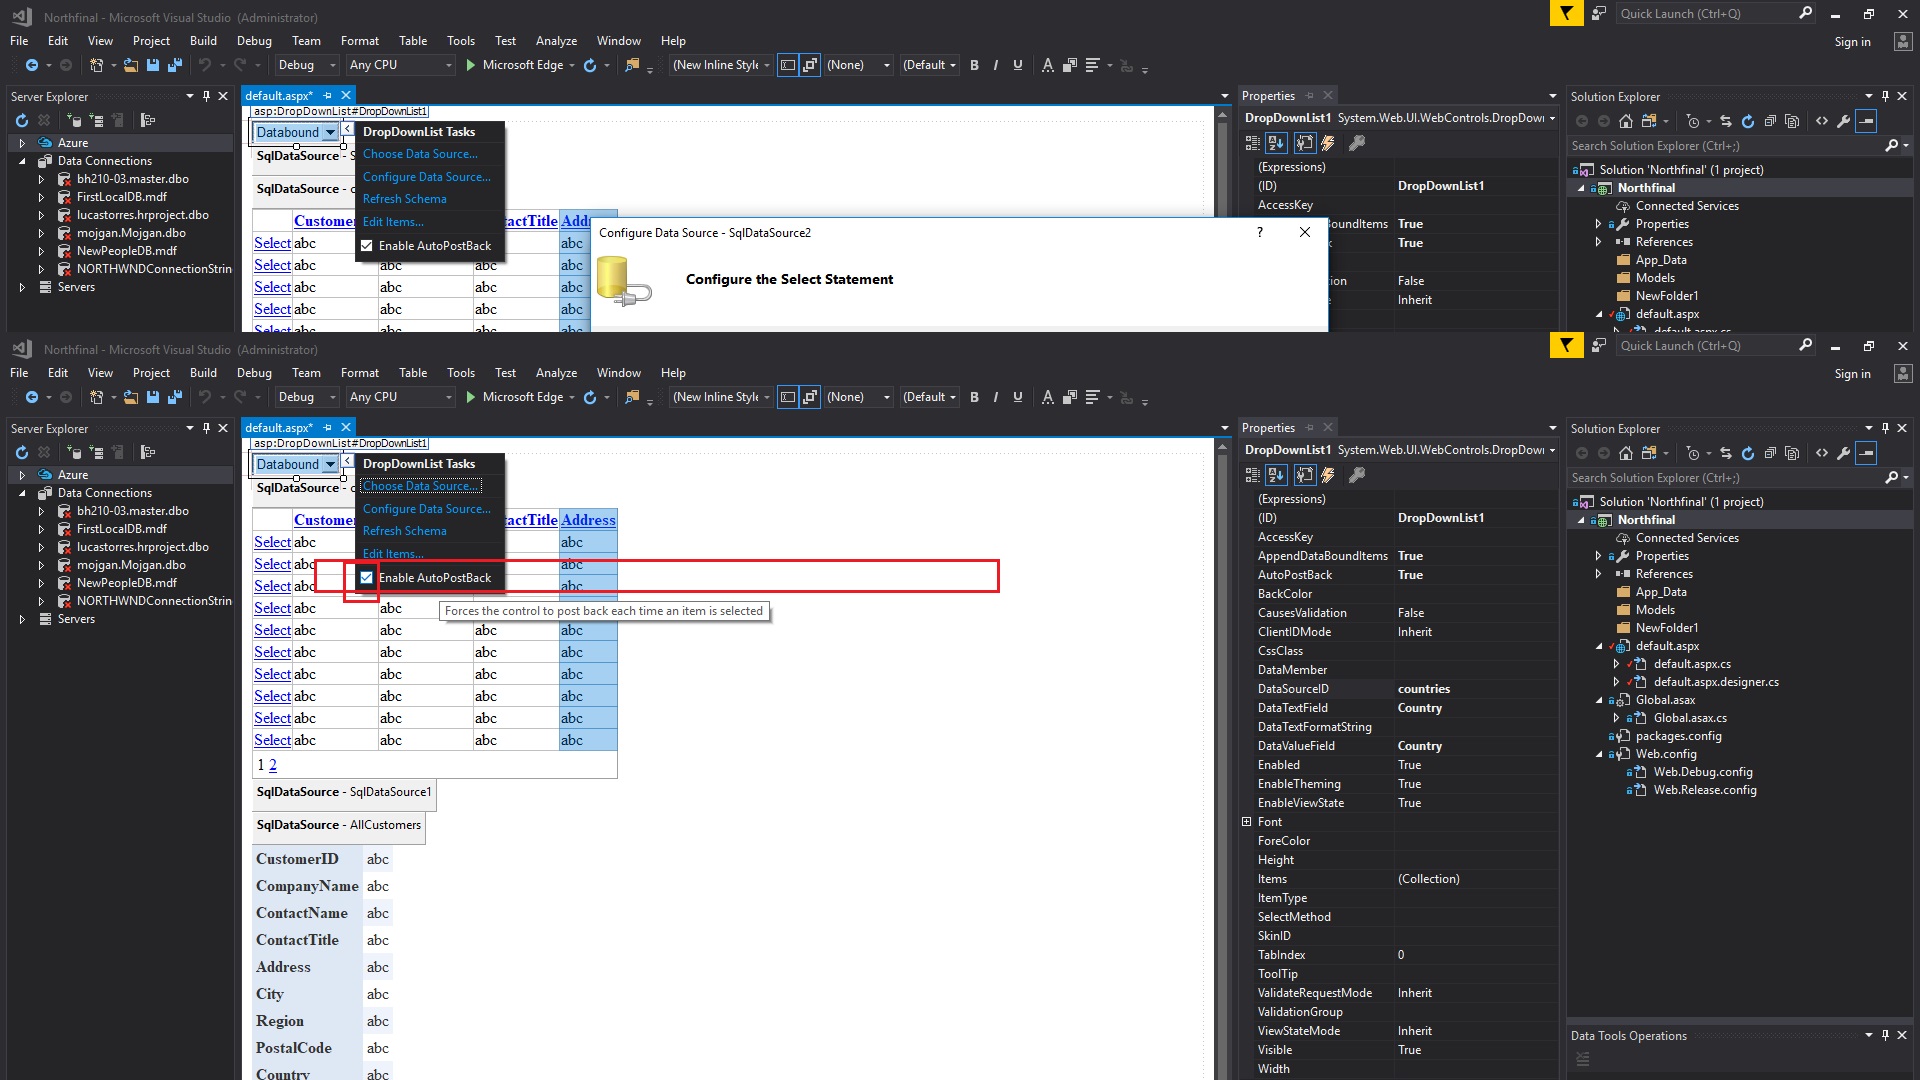 Northfinal - Microsoft Visual Studio (Administrator)
Quick Launch (Ctrl+Q)
File Edit View Project Build Debug Team Format Table Tools Test Analyze Window Help
Sign in
Debug Any CPU Microsoft Edge (New Inline Style (None) (Default B I U A
Server Explorer
Azure
Data Connections
bh210-03.master.dbo
FirstLocalDB.mdf
lucastorres.hrproject.dbo
mojgan.Mojgan.dbo
NewPeopleDB.mdf
NORTHWNDConnectionStrin
Servers
default.aspx*
asp:DropDownList#DropDownList1
Databound
SqlDataSource - S
SqlDataSource - c
DropDownList Tasks
Choose Data Source...
Configure Data Source...
Refresh Schema
Edit Items...
Enable AutoPostBack
Customer tactTitle Addr
Select abc abc
Select abc abc abc abc
Select abc abc abc abc
Select abc abc abc abc
Select abc abc abc abc
Configure Data Source - SqlDataSource2
? 
Configure the Select Statement
Properties
DropDownList1 System.Web.UI.WebControls.DropDown
(Expressions)
(ID) DropDownList1
AccessKey
oundItems True
k True
ion False
e Inherit
Solution Explorer
Search Solution Explorer (Ctrl+;)
Solution 'Northfinal' (1 project)
Northfinal
Connected Services
Properties
References
App_Data
Models
NewFolder1
default.aspx
default.aspx.cs
Northfinal - Microsoft Visual Studio (Administrator)
Quick Launch (Ctrl+Q)
File Edit View Project Build Debug Team Format Table Tools Test Analyze Window Help
Sign in
Debug Any CPU Microsoft Edge (New Inline Style (None) (Default B I U A
Server Explorer
Azure
Data Connections
bh210-03.master.dbo
FirstLocalDB.mdf
lucastorres.hrproject.dbo
mojgan.Mojgan.dbo
NewPeopleDB.mdf
NORTHWNDConnectionStrin
Servers
default.aspx*
asp:DropDownList#DropDownList1
Databound
SqlDataSource - c
DropDownList Tasks
Choose Data Source...
Configure Data Source...
Refresh Schema
Edit Items...
Enable AutoPostBack
Forces the control to post back each time an item is selected
Customer tactTitle Address
Select abc abc
Select abc abc
Select abc abc
Select abc abc abc
Select abc abc abc abc
Select abc abc abc abc
Select abc abc abc abc
Select abc abc abc abc
Select abc abc abc abc
Select abc abc abc abc
1 2
SqlDataSource - SqlDataSource1
SqlDataSource - AllCustomers
CustomerID abc
CompanyName abc
ContactName abc
ContactTitle abc
Address abc
City abc
Region abc
PostalCode abc
Country abc
Properties
DropDownList1 System.Web.UI.WebControls.DropDown
(Expressions)
(ID) DropDownList1
AccessKey
AppendDataBoundItems True
AutoPostBack True
BackColor
CausesValidation False
ClientIDMode Inherit
CssClass
DataMember
DataSourceID countries
DataTextField Country
DataTextFormatString
DataValueField Country
Enabled True
EnableTheming True
EnableViewState True
Font
ForeColor
Height
Items (Collection)
ItemType
SelectMethod
SkinID
TabIndex 0
ToolTip
ValidateRequestMode Inherit
ValidationGroup
ViewStateMode Inherit
Visible True
Width
Solution Explorer
Search Solution Explorer (Ctrl+;)
Solution 'Northfinal' (1 project)
Northfinal
Connected Services
Properties
References
App_Data
Models
NewFolder1
default.aspx
default.aspx.cs
default.aspx.designer.cs
Global.asax
Global.asax.cs
packages.config
Web.config
Web.Debug.config
Web.Release.config
Data Tools Operations